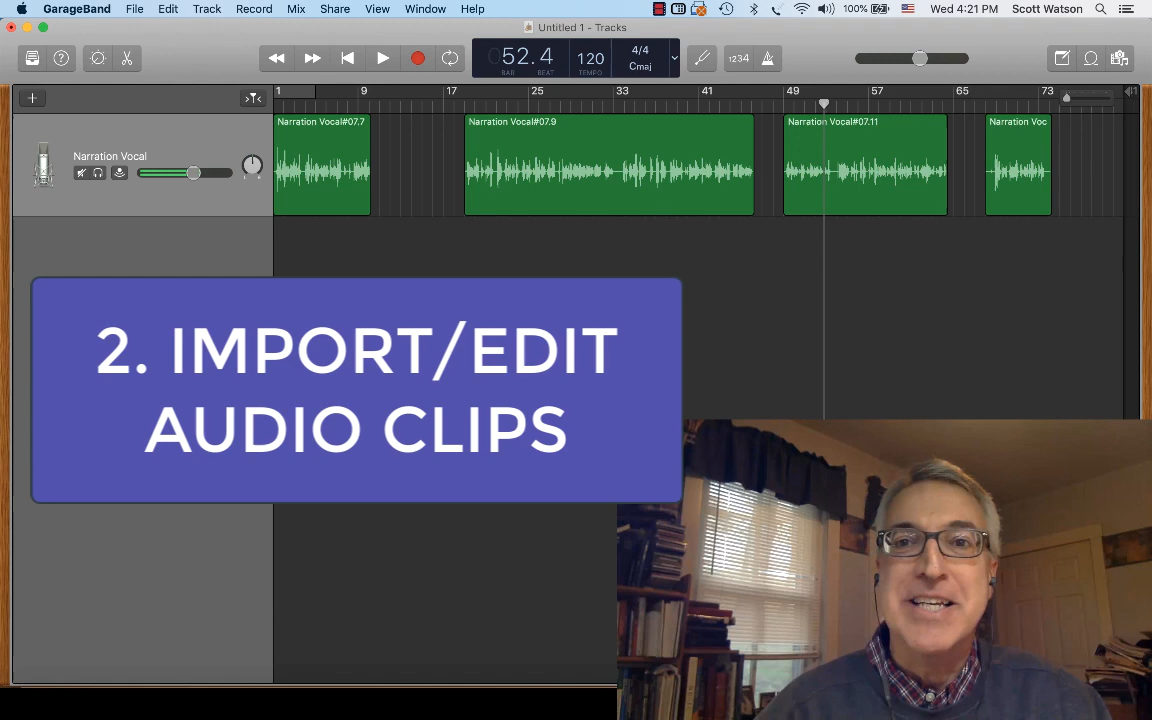 GarageBand File Edit Track Record Mix Share View Window Help 100% Wed 4:21 PM Scott Watson
Untitled 1 - Tracks
052.4 120 4/4
Cmaj
BAR BEAT TEMPO
1234
1 9 17 25 33 41 49 57 65 73
Narration Vocal#07.7 Narration Vocal#07.9 Narration Vocal#07.11 Narration Voc
Narration Vocal
2. IMPORT/EDIT
AUDIO CLIPS